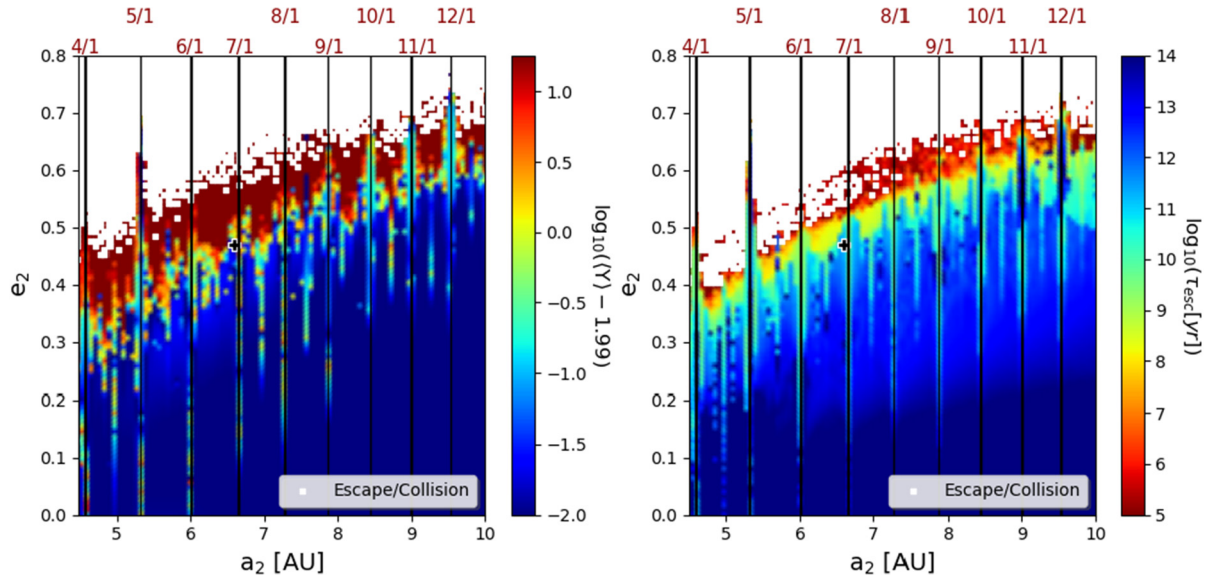 5/1 8/1 10/1 12/1
4/1 6/1 7/1 9/1 11/1
0.8
0.7
0.6
0.5
0.4
0.3
0.2
0.1
0.0
e₂
5 6 7 8 9 10
a₂ [AU]
Escape/Collision
1.0
0.5
0.0
−0.5
−1.0
−1.5
−2.0
log₁₀(⟨Y⟩ − 1.99)
5/1 8/1 10/1 12/1
4/1 6/1 7/1 9/1 11/1
0.8
0.7
0.6
0.5
0.4
0.3
0.2
0.1
0.0
e₂
5 6 7 8 9 10
a₂ [AU]
Escape/Collision
14
13
12
11
10
9
8
7
6
5
log₁₀(τₑₛc[yr])